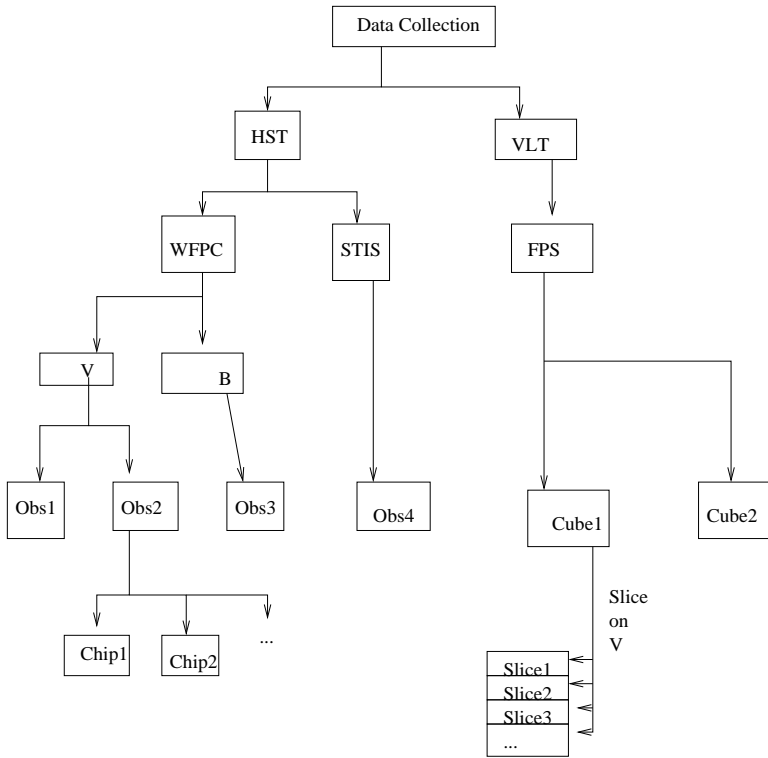 Data Collection
HST
VLT
WFPC
STIS
FPS
V
B
Obs1
Obs2
Obs3
Obs4
Cube1
Cube2
Slice
on
V
Chip1
Chip2
...
Slice1
Slice2
Slice3
...